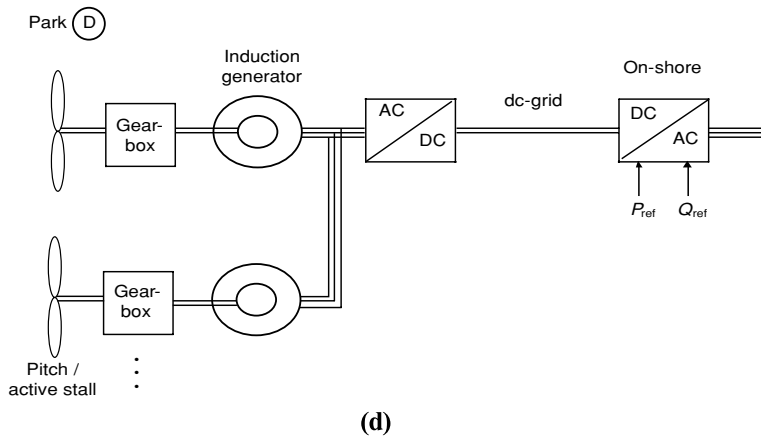 Park D
Induction
generator
On-shore
dc-grid
Gear-
box
AC
DC
DC
AC
Pref
Qref
Gear-
box
Pitch /
active stall
(d)